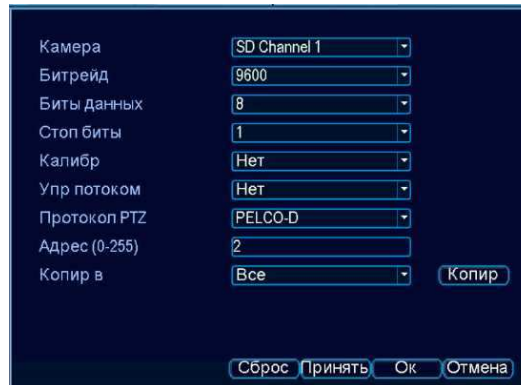 Камера SD Channel 1
Битрейд 9600
Биты данных 8
Стоп биты 1
Калибр Нет
Упр потоком Нет
Протокол PTZ PELCO-D
Адрес (0-255) 2
Копир в Все Копир
Сброс Принять Ок Отмена